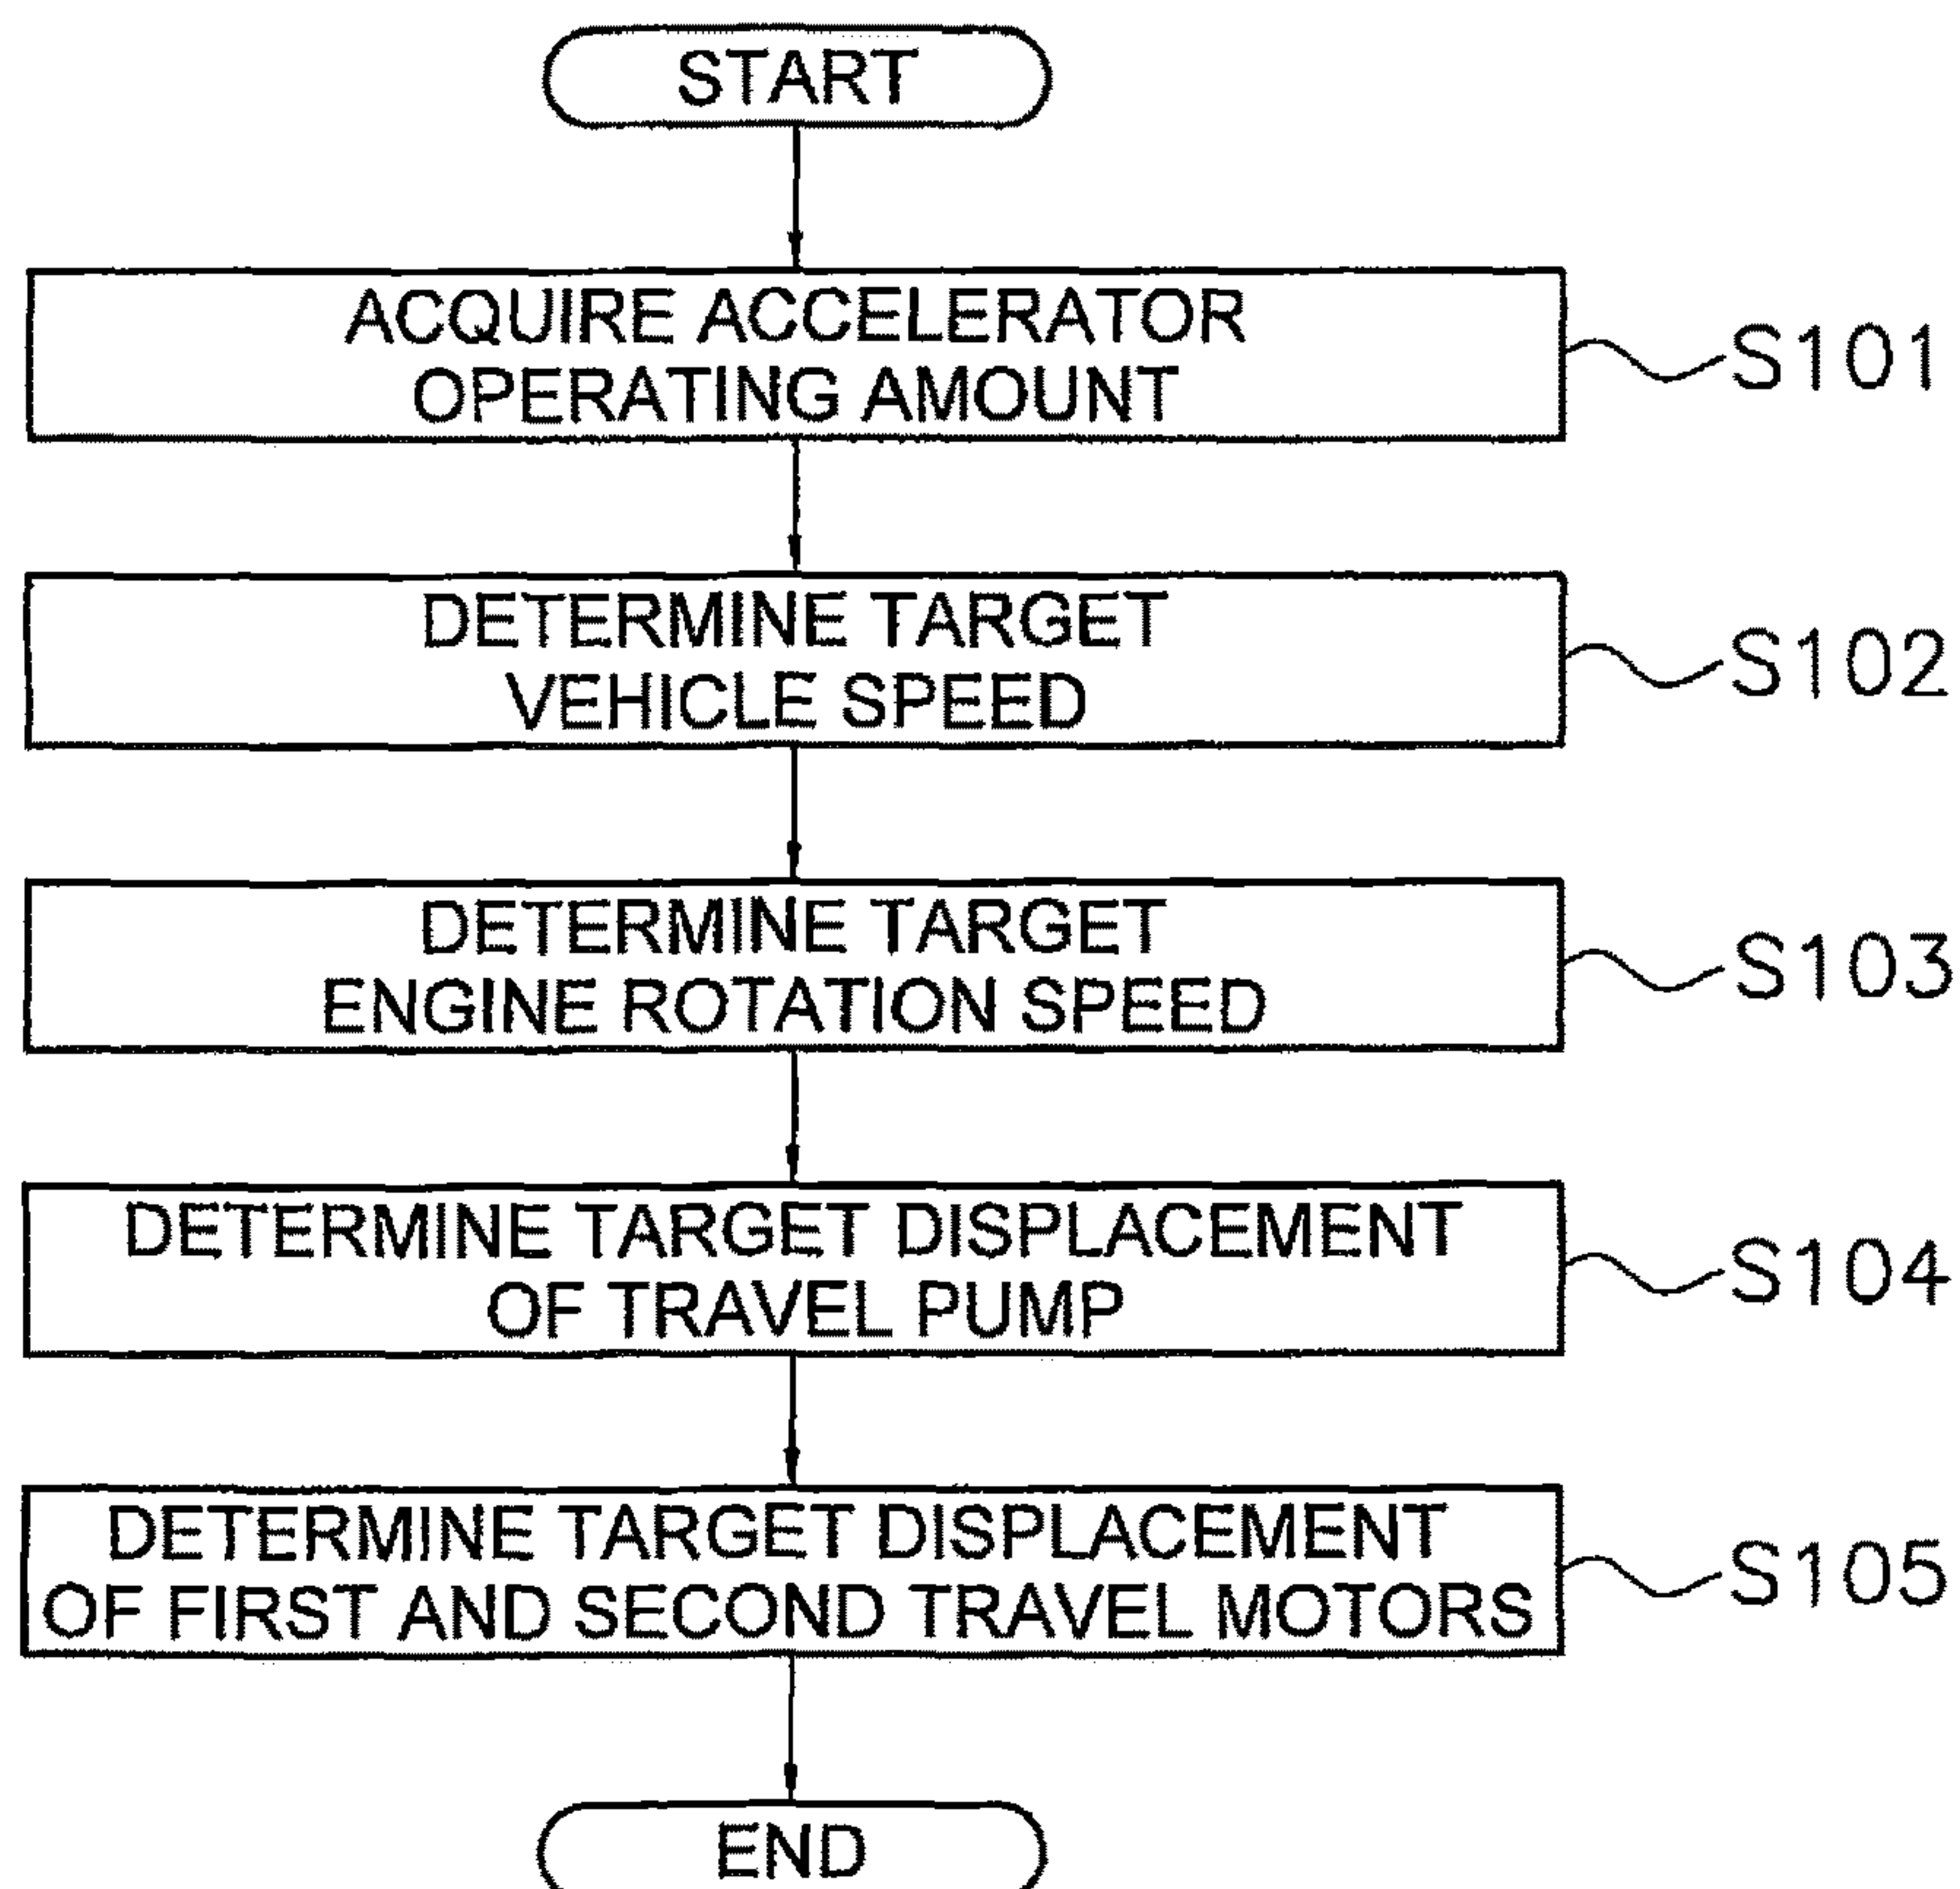 START
ACQUIRE ACCELERATOR
OPERATING AMOUNT
S101
DETERMINE TARGET
VEHICLE SPEED
S102
DETERMINE TARGET
ENGINE ROTATION SPEED
S103
DETERMINE TARGET DISPLACEMENT
OF TRAVEL PUMP
S104
DETERMINE TARGET DISPLACEMENT
OF FIRST AND SECOND TRAVEL MOTORS
S105
END